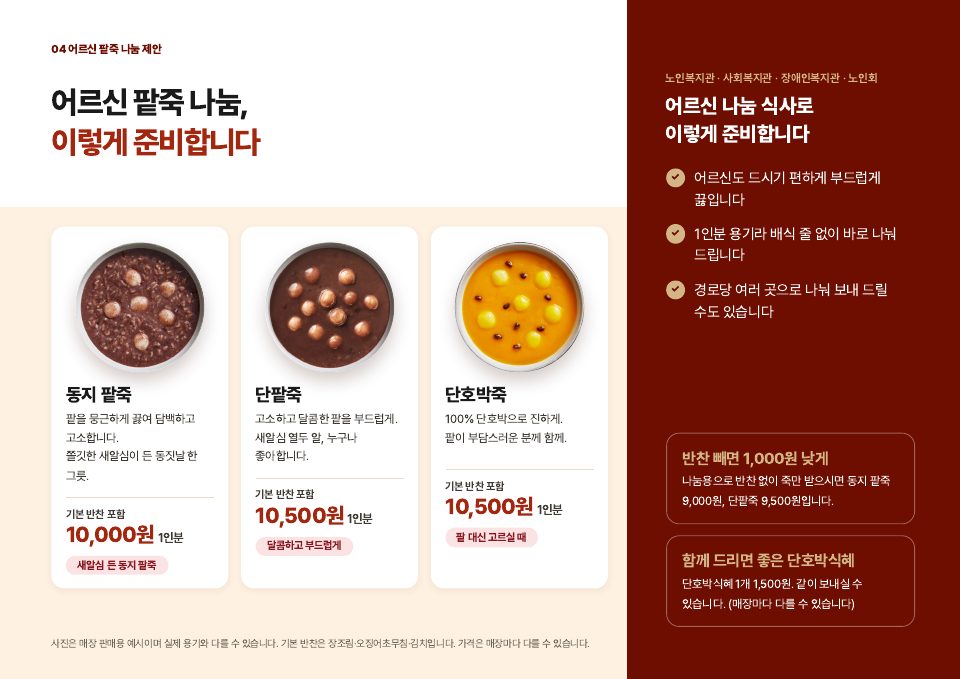 04 어르신 팥죽 나눔 제안
어르신 팥죽 나눔,
이렇게 준비합니다
동지 팥죽
팥을 뭉근하게 끓여 담백하고
고소합니다.
쫄깃한 새알심이 든 동짓날 한
그릇.
기본 반찬 포함
10,000원 1인분
새알심 든 동지 팥죽
단팥죽
고소하고 달콤한 팥을 부드럽게.
새알심 열두 알, 누구나
좋아합니다.
기본 반찬 포함
10,500원 1인분
달콤하고 부드럽게
단호박죽
100% 단호박으로 진하게.
팥이 부담스러운 분께 함께.
기본 반찬 포함
10,500원 1인분
팥 대신 고르실 때
사진은 매장 판매용 예시이며 실제 용기와 다를 수 있습니다. 기본 반찬은 장조림·오징어초무침·김치입니다. 가격은 매장마다 다를 수 있습니다.
노인복지관 · 사회복지관 · 장애인복지관 · 노인회
어르신 나눔 식사로
이렇게 준비합니다
어르신도 드시기 편하게 부드럽게
끓입니다
1인분 용기라 배식 줄 없이 바로 나눠
드립니다
경로당 여러 곳으로 나눠 보내 드릴
수도 있습니다
반찬 빼면 1,000원 낮게
나눔용으로 반찬 없이 죽만 받으시면 동지 팥죽
9,000원, 단팥죽 9,500원입니다.
함께 드리면 좋은 단호박식혜
단호박식혜 1개 1,500원. 같이 보내실 수
있습니다. (매장마다 다를 수 있습니다)